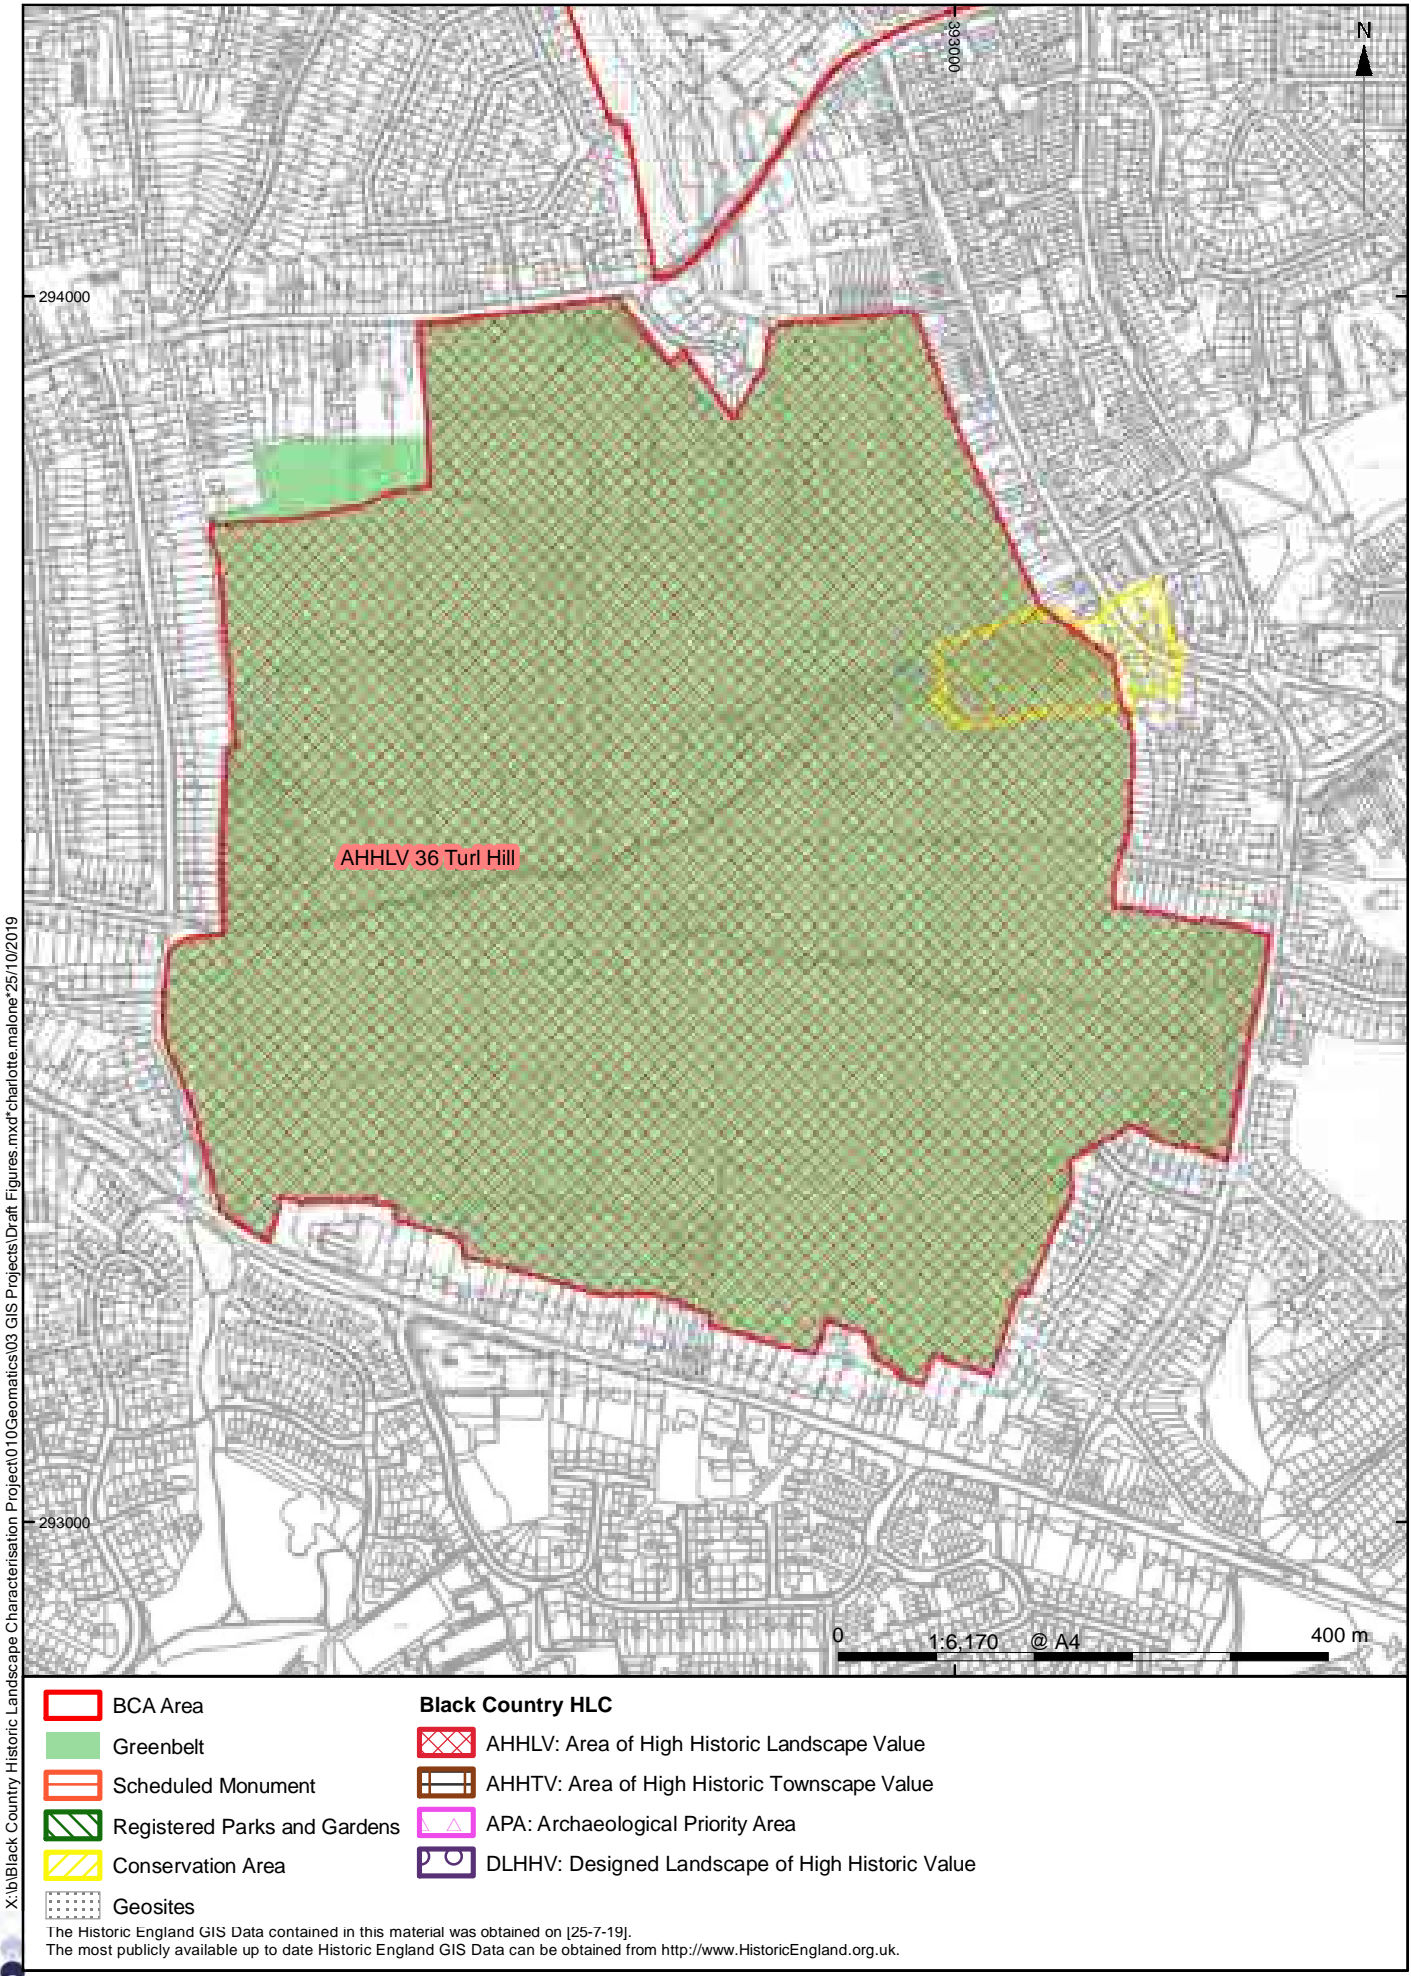 393000
N
294000
AHHLV 36 Turl Hill
293000
0
1:6,170 @ A4
400 m
X:\b\Black Country Historic Landscape Characterisation Project\010Geomatics\03 GIS Projects\Draft Figures.mxd*charlotte.malone*25/10/2019
BCA Area
Greenbelt
Scheduled Monument
Registered Parks and Gardens
Conservation Area
Geosites
Black Country HLC
AHHLV: Area of High Historic Landscape Value
AHHTV: Area of High Historic Townscape Value
APA: Archaeological Priority Area
DLHHV: Designed Landscape of High Historic Value
The Historic England GIS Data contained in this material was obtained on [25-7-19].
The most publicly available up to date Historic England GIS Data can be obtained from http://www.HistoricEngland.org.uk.